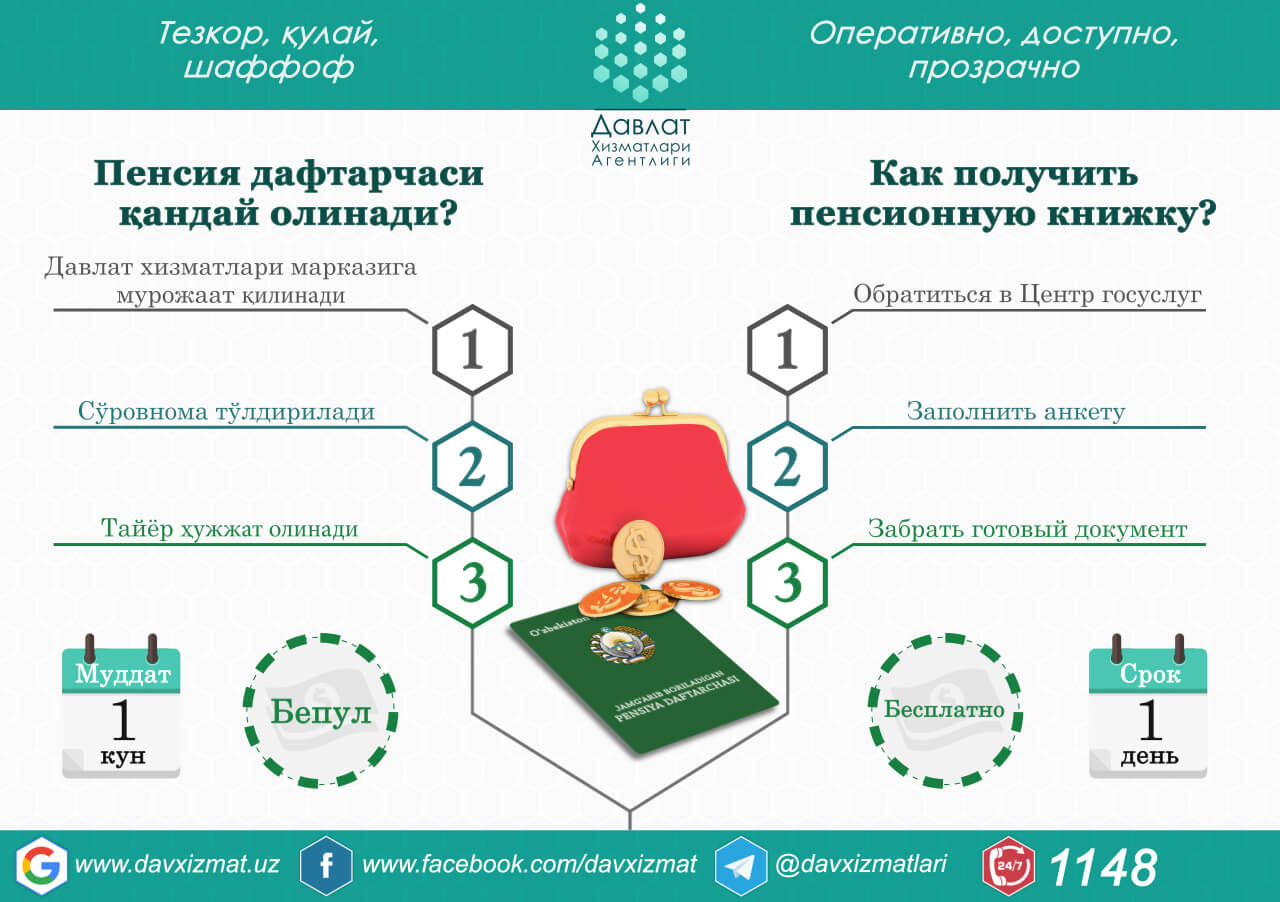 Тезкор, қулай,
шаффоф
Оперативно, доступно,
прозрачно
Давлат
Хизматлари
Агентлиги
Пенсия дафтарчаси
қандай олинади?
Давлат хизматлари марказига
мурожаат қилинади
1
Сўровнома тўлдирилади
2
Тайёр ҳужжат олинади
3
Муддат
1
кун
Бепул
O'zbekiston
JAMG'ARIB BORILADIGAN
PENSIYA DAFTARCHASI
Как получить
пенсионную книжку?
Обратиться в Центр госуслуг
1
Заполнить анкету
2
Забрать готовый документ
3
Бесплатно
Срок
1
день
www.davxizmat.uz
www.facebook.com/davxizmat
@davxizmatlari
24/7
1148